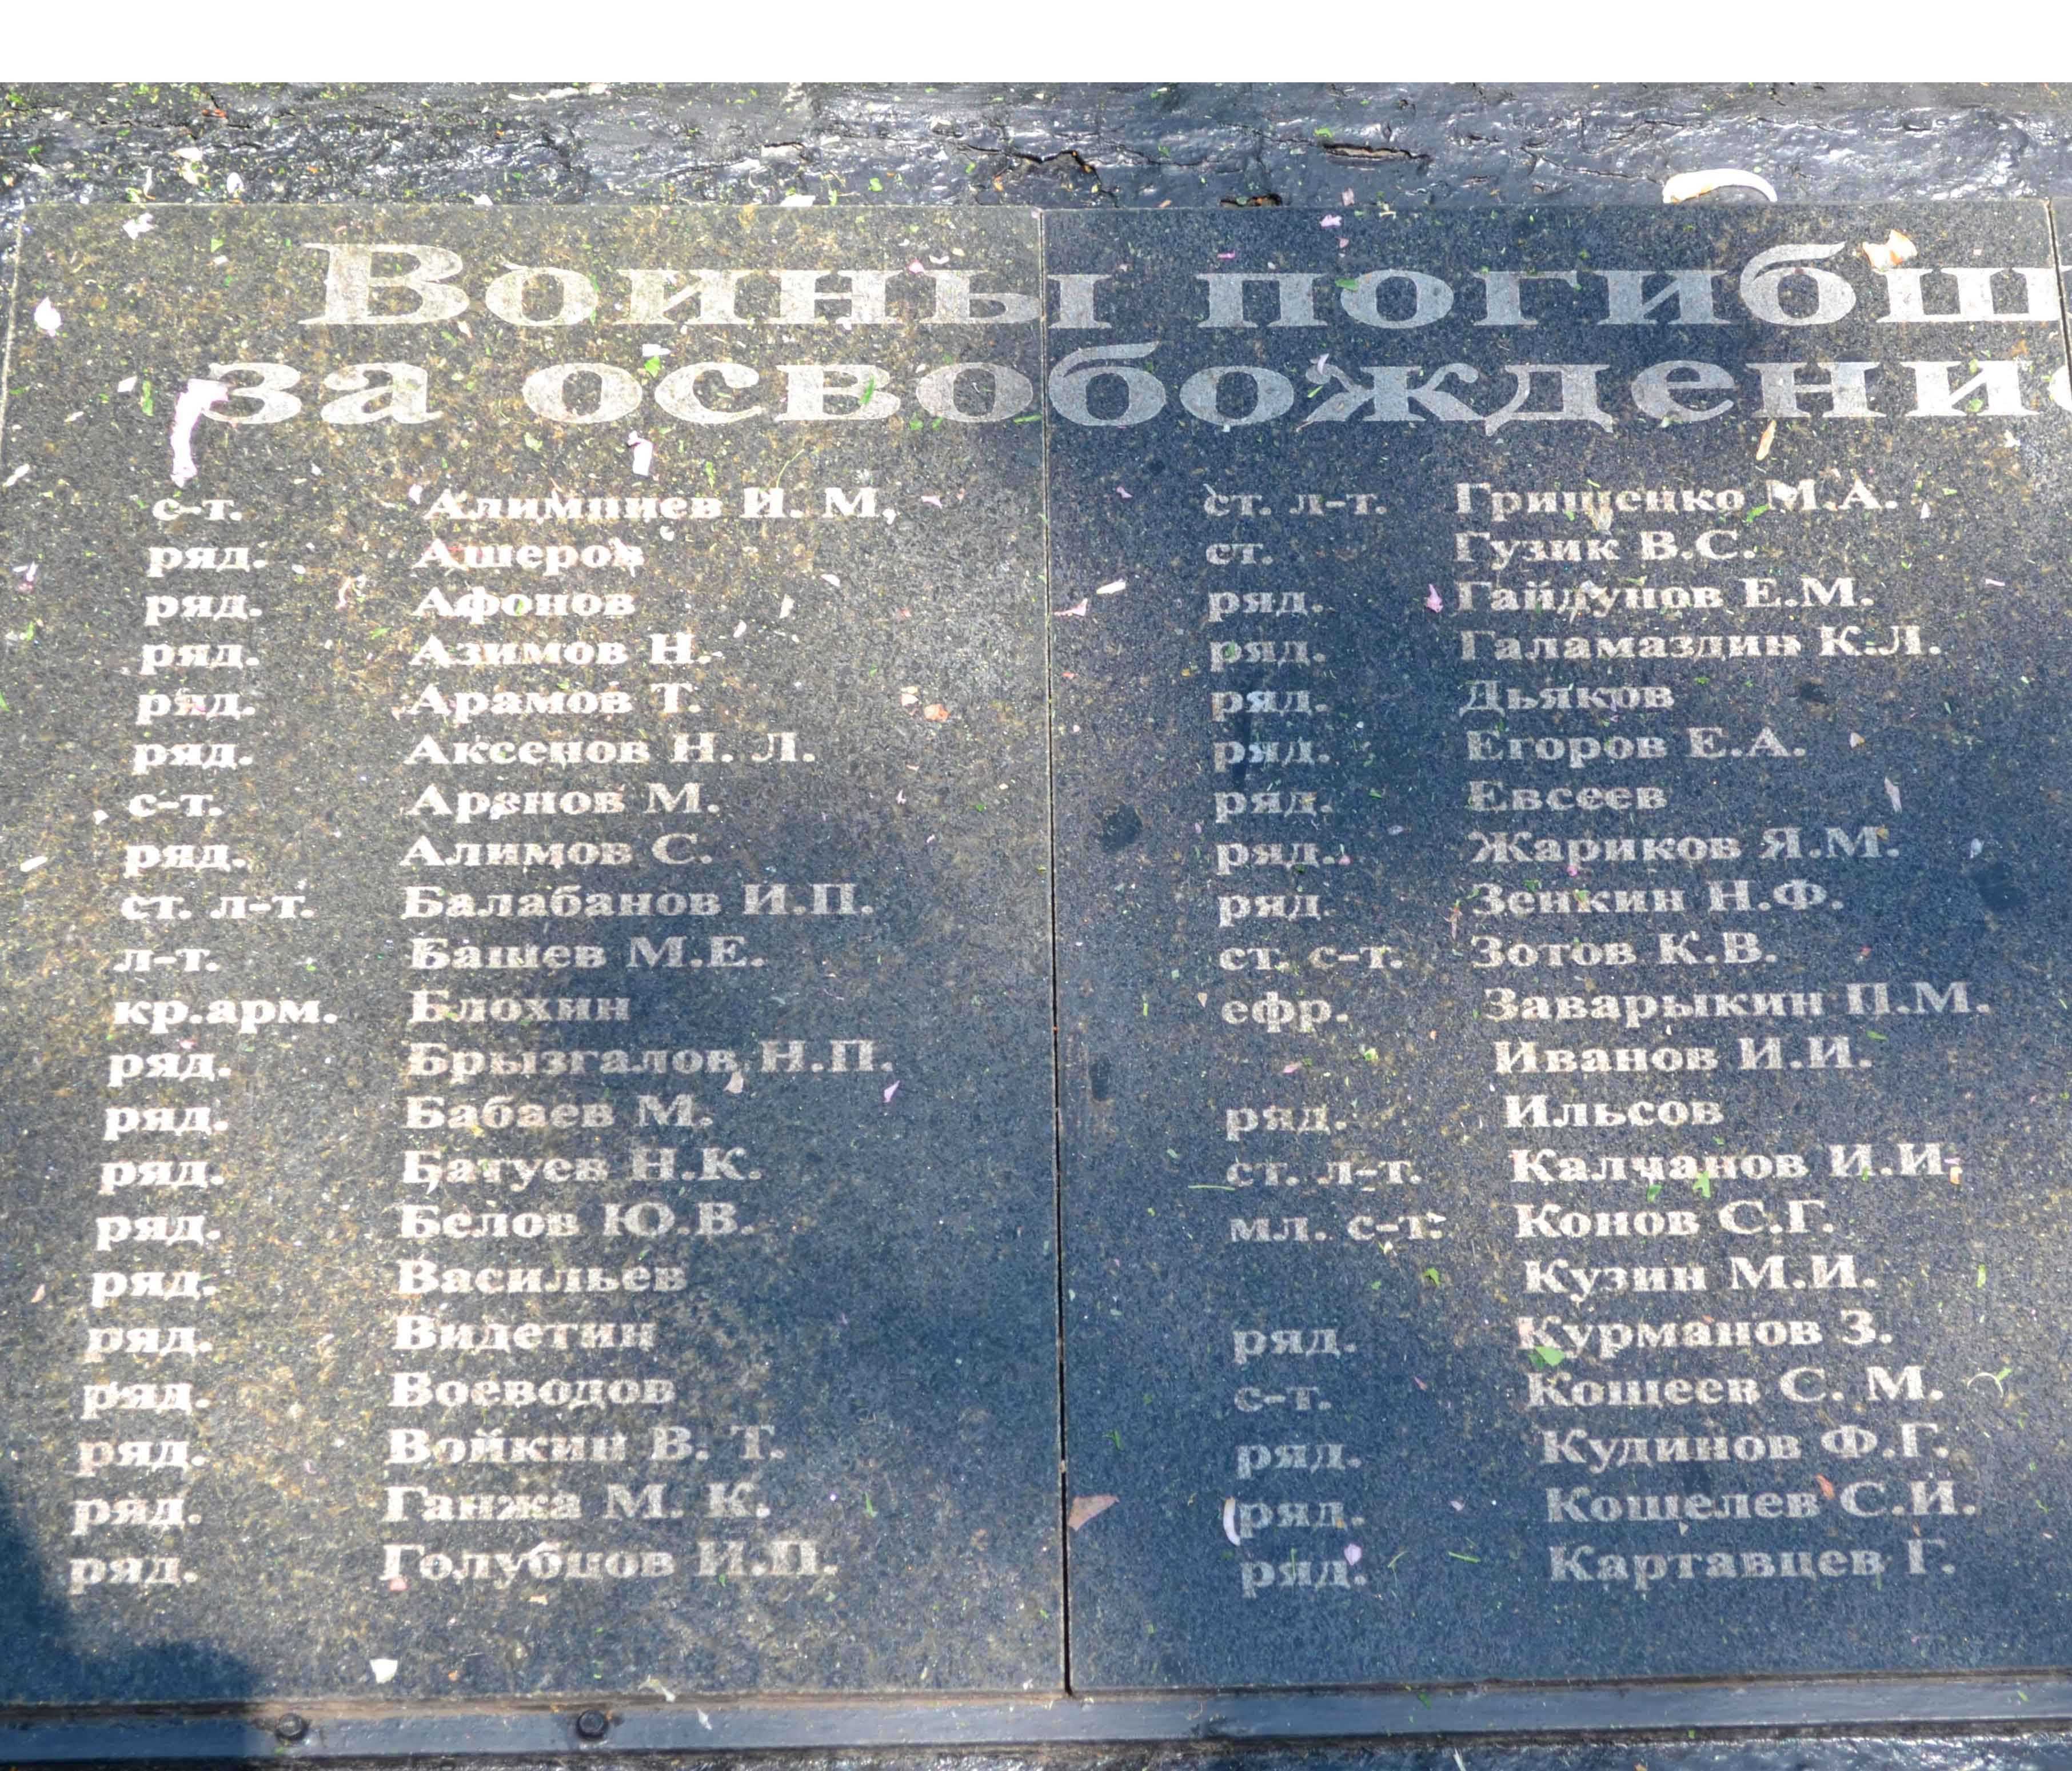 Воины погибш
за освобождение
с-т. Алимпиев И. М,
ряд. Ашеров
ряд. Афонов
ряд. Азимов Н.
ряд. Арамов Т.
ряд. Аксенов Н. Л.
с-т. Аренов М.
ряд. Алимов С.
ст. л-т. Балабанов И.П.
л-т. Башев М.Е.
кр.арм. Блохин
ряд. Брызгалов Н.П.
ряд. Бабаев М.
ряд. Батуев Н.К.
ряд. Белов Ю.В.
ряд. Васильев
ряд. Видетин
ряд. Воеводов
ряд. Войкин В. Т.
ряд. Ганжа М. К.
ряд. Голубцов И.П.
ст. л-т. Грищенко М.А.
ст. Гузик В.С.
ряд. Гайдунов Е.М.
ряд. Галамаздин К.Л.
ряд. Дьяков
ряд. Егоров Е.А.
ряд. Евсеев
ряд.. Жариков Я.М.
ряд. Зенкин Н.Ф.
ст. с-т. Зотов К.В.
ефр. Заварыкин П.М.
Иванов И.И.
ряд. Ильсов
ст. л-т. Калчанов И.И.
мл. с-т. Конов С.Г.
Кузин М.И.
ряд. Курманов З.
с-т. Кощеев С. М.
ряд. Кудинов Ф.Г.
ряд. Кошелев С.И.
ряд. Картавцев Г.